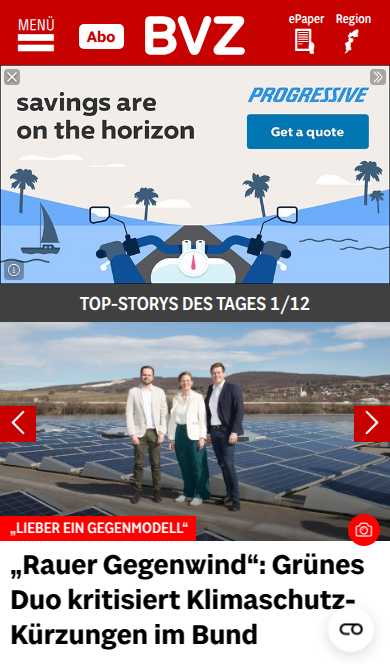 MENÜ
Abo
BVZ
ePaper
Region
savings are
on the horizon
PROGRESSIVE
Get a quote
TOP-STORYS DES TAGES 1/12
„LIEBER EIN GEGENMODELL“
„Rauer Gegenwind“: Grünes
Duo kritisiert Klimaschutz-
Kürzungen im Bund